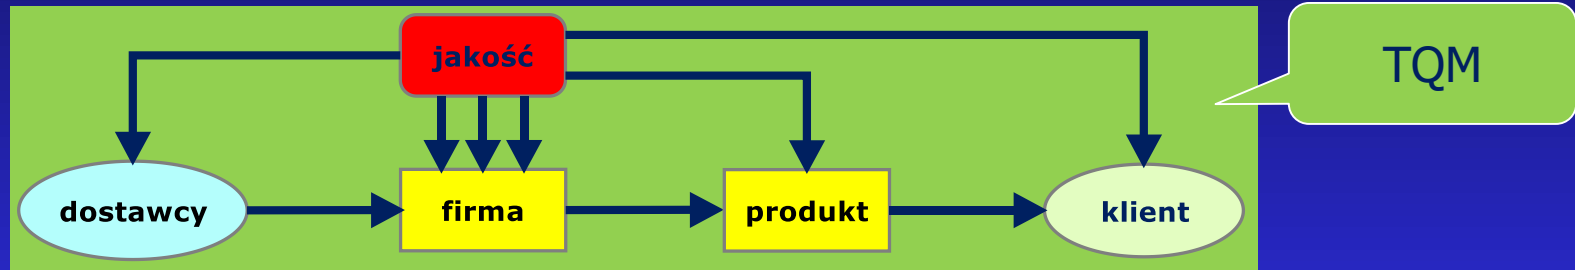 jakość
TQM
dostawcy
firma
produkt
klient